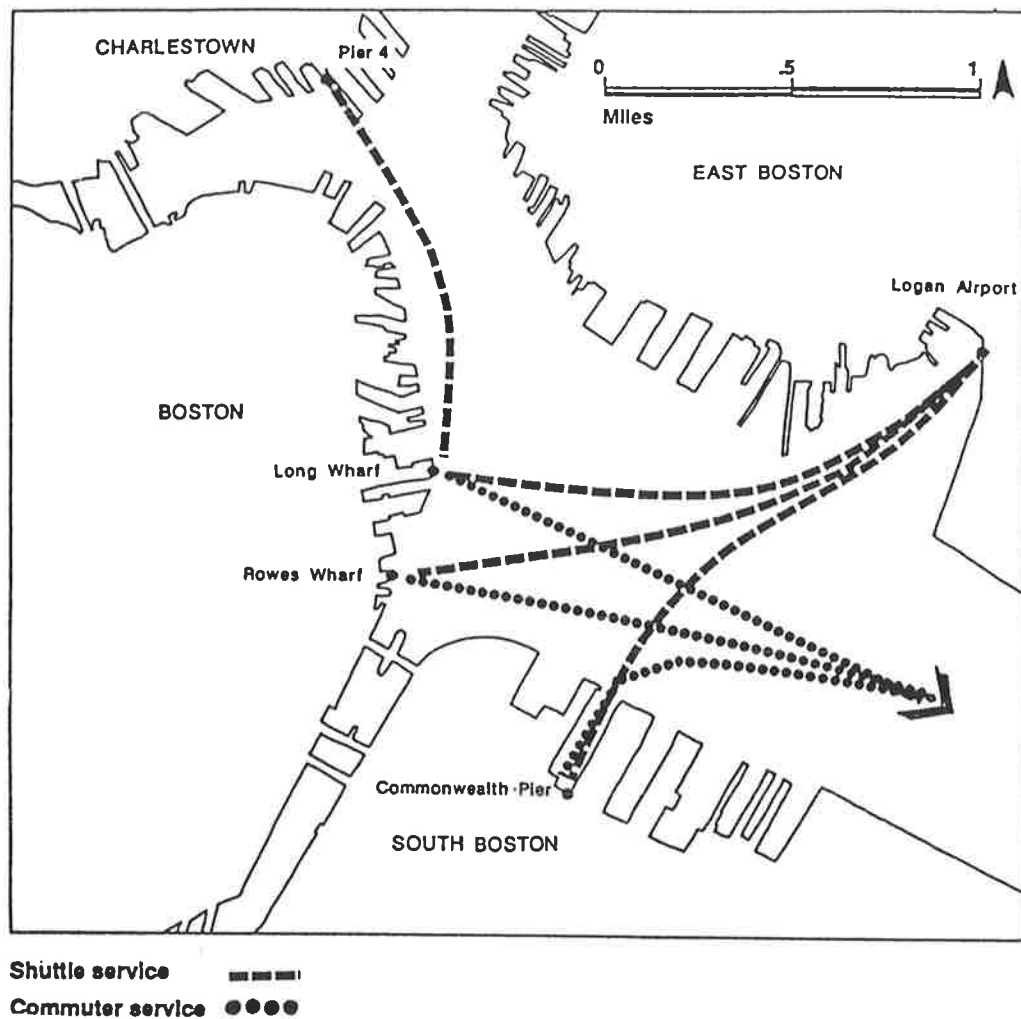 CHARLESTOWN
Pier 4
0 .5 1
Miles
EAST BOSTON
Logan Airport
BOSTON
Long Wharf
Rowes Wharf
Commonwealth Pier
SOUTH BOSTON
Shuttle service
Commuter service